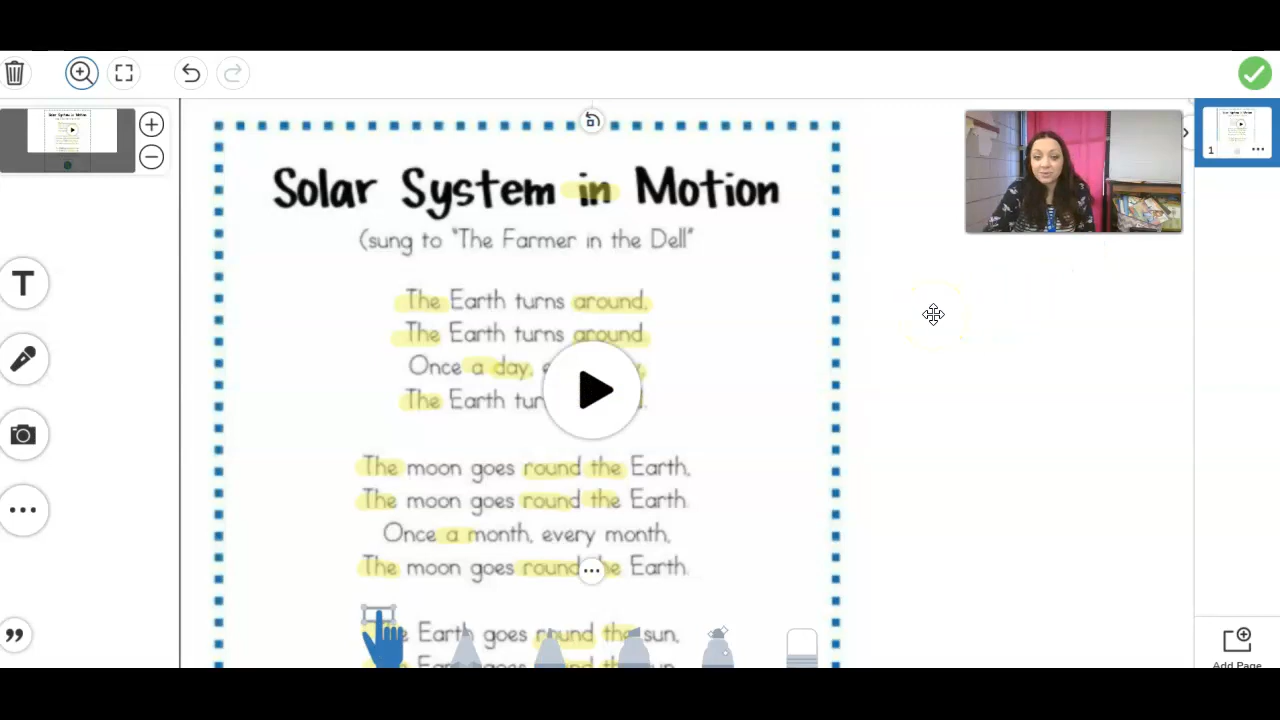 Solar System in Motion
(sung to "The Farmer in the Dell"
The Earth turns around,
The Earth turns around
Once a day,
The Earth
The moon goes round the Earth,
The moon goes round the Earth.
Once a month, every month,
The moon goes round Earth.
Earth goes round the sun,
T
1
Add Page